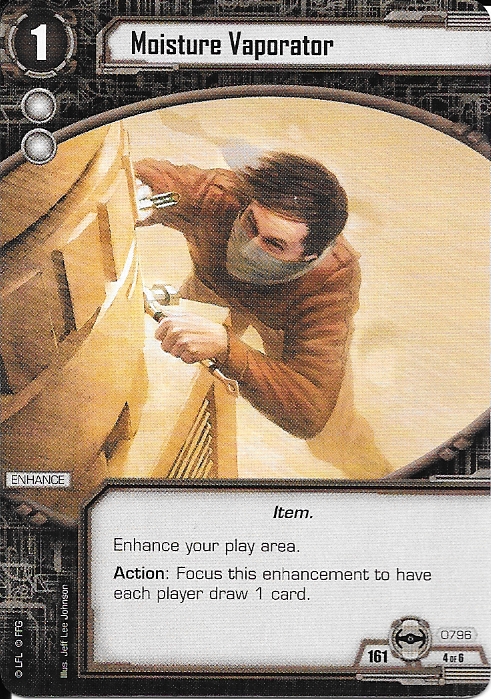 1
Moisture Vaporator
ENHANCE
Item.
Enhance your play area.
Action: Focus this enhancement to have
each player draw 1 card.
© LFL © FFG
Illus. Jeff Lee Johnson
161
0796
4 OF 6